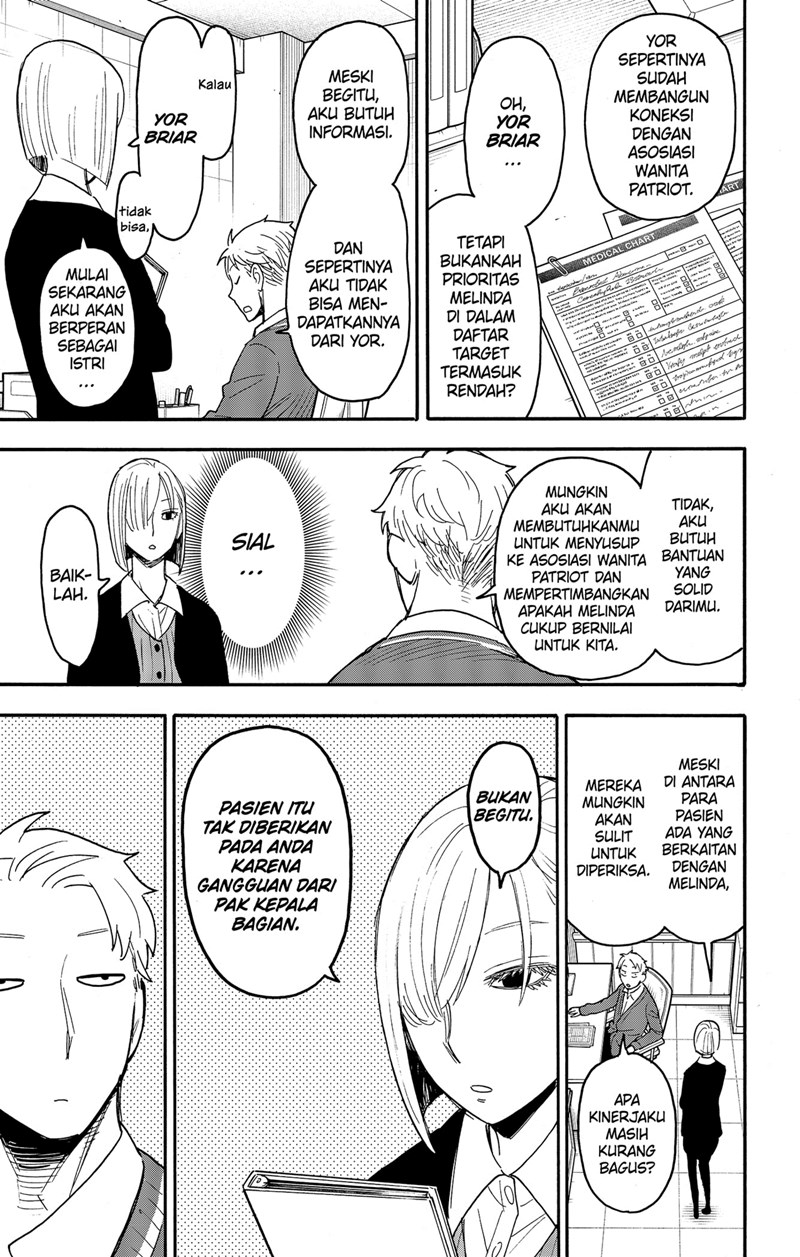 YOR
SEPERTINYA
SUDAH
MEMBANGUN
KONEKSI
DENGAN
ASOSIASI
WANITA
PATRIOT.
OH,
YOR
BRIAR
...
TETAPI
BUKANKAH
PRIORITAS
MELINDA
DI DALAM
DAFTAR
TARGET
TERMASUK
RENDAH?
MEDICAL CHART
CHART
MESKI
BEGITU,
AKU BUTUH
INFORMASI.
DAN
SEPERTINYA
AKU TIDAK
BISA MEN-
DAPATKANNYA
DARI YOR.
Kalau
YOR
BRIAR
tidak
bisa,
MULAI
SEKARANG
AKU AKAN
BERPERAN
SEBAGAI
ISTRI
...
TIDAK,
AKU
BUTUH
BANTUAN
YANG
SOLID
DARIMU.
MUNGKIN
AKU AKAN
MEMBUTUHKANMU
UNTUK MENYUSUP
KE ASOSIASI WANITA
PATRIOT DAN
MEMPERTIMBANGKAN
APAKAH MELINDA
CUKUP BERNILAI
UNTUK KITA.
SIAL
...
BAIK-
LAH.
MESKI
DI ANTARA
PARA
PASIEN
ADA YANG
BERKAITAN
DENGAN
MELINDA,
MEREKA
MUNGKIN
AKAN
SULIT
UNTUK
DIPERIKSA.
APA
KINERJAKU
MASIH
KURANG
BAGUS?
BUKAN
BEGITU.
PASIEN ITU
TAK DIBERIKAN
PADA ANDA
KARENA
GANGGUAN DARI
PAK KEPALA
BAGIAN.